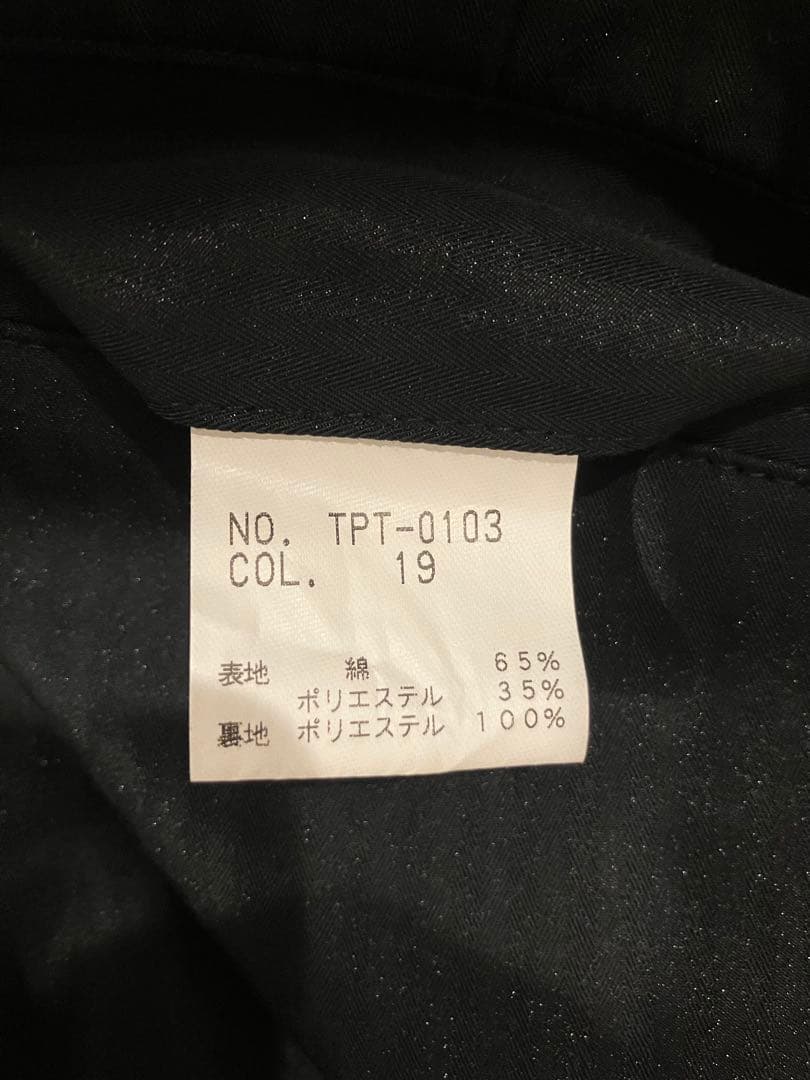 NO. TPT-0103
COL. 19
表地 綿 65%
ポリエステル 35%
裏地 ポリエステル 100%